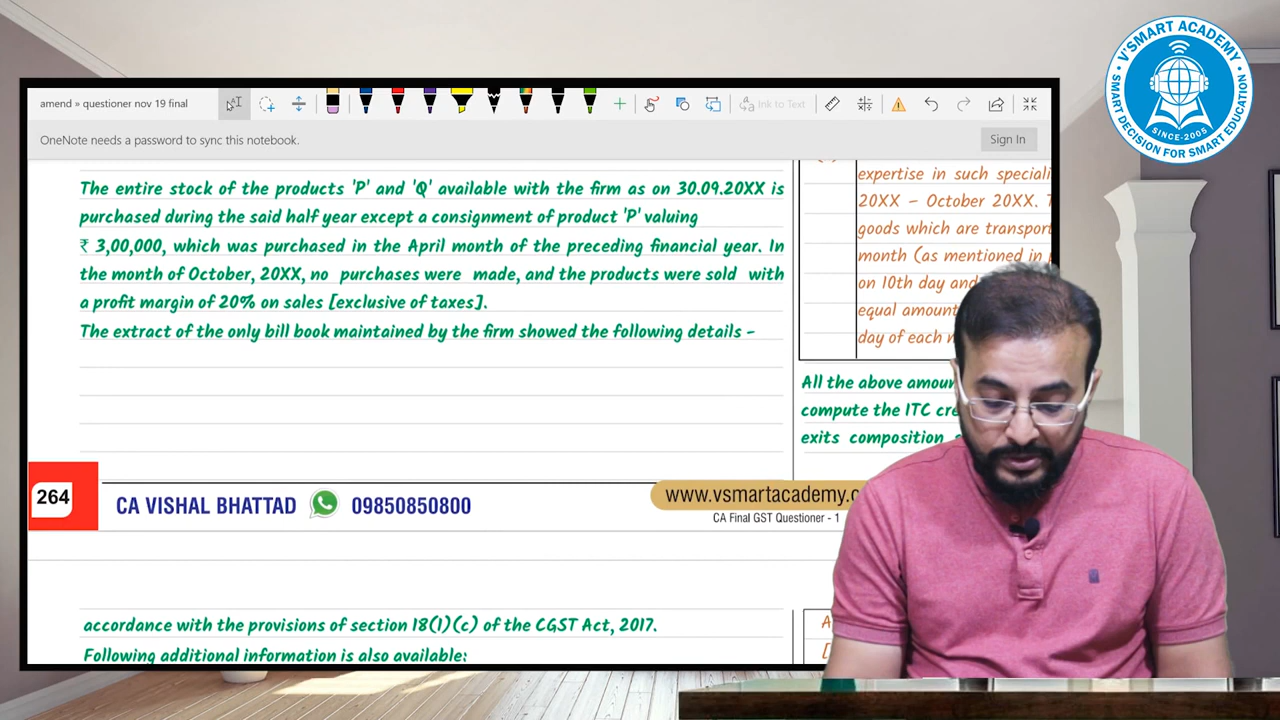 amend » questioner nov 19 final
Ink to Text
OneNote needs a password to sync this notebook.
Sign In
The entire stock of the products 'P' and 'Q' available with the firm as on 30.09.20XX is
purchased during the said half year except a consignment of product 'P' valuing
₹ 3,00,000, which was purchased in the April month of the preceding financial year. In
the month of October, 20XX, no purchases were made, and the products were sold with
a profit margin of 20% on sales [exclusive of taxes].
The extract of the only bill book maintained by the firm showed the following details –
264
CA VISHAL BHATTAD 09850850800
accordance with the provisions of section 18(1)(c) of the CGST Act, 2017.
Following additional information is also available:
expertise in such speciali
20XX – October 20XX. T
goods which are transport
month (as mentioned in
on 10th day and
equal amount
day of each
All the above amoun
compute the ITC cre
exits composition
www.vsmartacademy.c
CA Final GST Questioner - 1
V'SMART ACADEMY
SINCE-2005
SMART DECISION FOR SMART EDUCATION